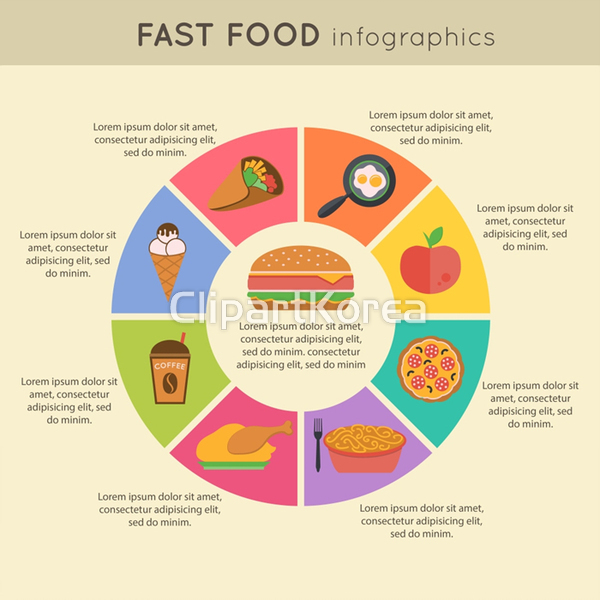 FAST FOOD infographics
Lorem ipsum dolor sit amet,
consectetur adipisicing elit,
sed do minim.
Lorem ipsum dolor sit amet,
consectetur adipisicing elit,
sed do minim.
Lorem ipsum dolor sit
amet, consectetur
adipisicing elit, sed
do minim.
Lorem ipsum dolor sit
amet, consectetur
adipisicing elit, sed
do minim.
ClipartKorea
Lorem ipsum dolor sit
amet, consectetur
adipisicing elit, sed
do minim. consectetur
adipisicing elit, sed
do minim
COFFEE
Lorem ipsum dolor sit
amet, consectetur
adipisicing elit, sed
do minim.
Lorem ipsum dolor sit
amet, consectetur
adipisicing elit, sed
do minim.
Lorem ipsum dolor sit amet,
consectetur adipisicing elit,
sed do minim.
Lorem ipsum dolor sit amet,
consectetur adipisicing elit,
sed do minim.